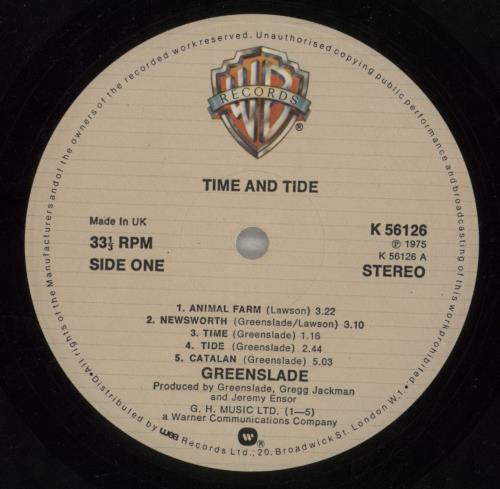 All rights of the Manufacturers and of the owners of the recorded work reserved. Unauthorised copying public performance and broadcasting of this work prohibited.
WB
RECORDS
®
TIME AND TIDE
Made In UK
33⅓ RPM
SIDE ONE
K 56126
℗ 1975
K 56126 A
STEREO
1. ANIMAL FARM (Lawson) 3.22
2. NEWSWORTH (Greenslade/Lawson) 3.10
3. TIME (Greenslade) 1.16
4. TIDE (Greenslade) 2.44
5. CATALAN (Greenslade) 5.03
GREENSLADE
Produced by Greenslade, Gregg Jackman
and Jeremy Ensor
G. H. MUSIC LTD. (1—5)
a Warner Communications Company
W ®
• Distributed by wea Records Ltd., 20, Broadwick St. London W.1. •